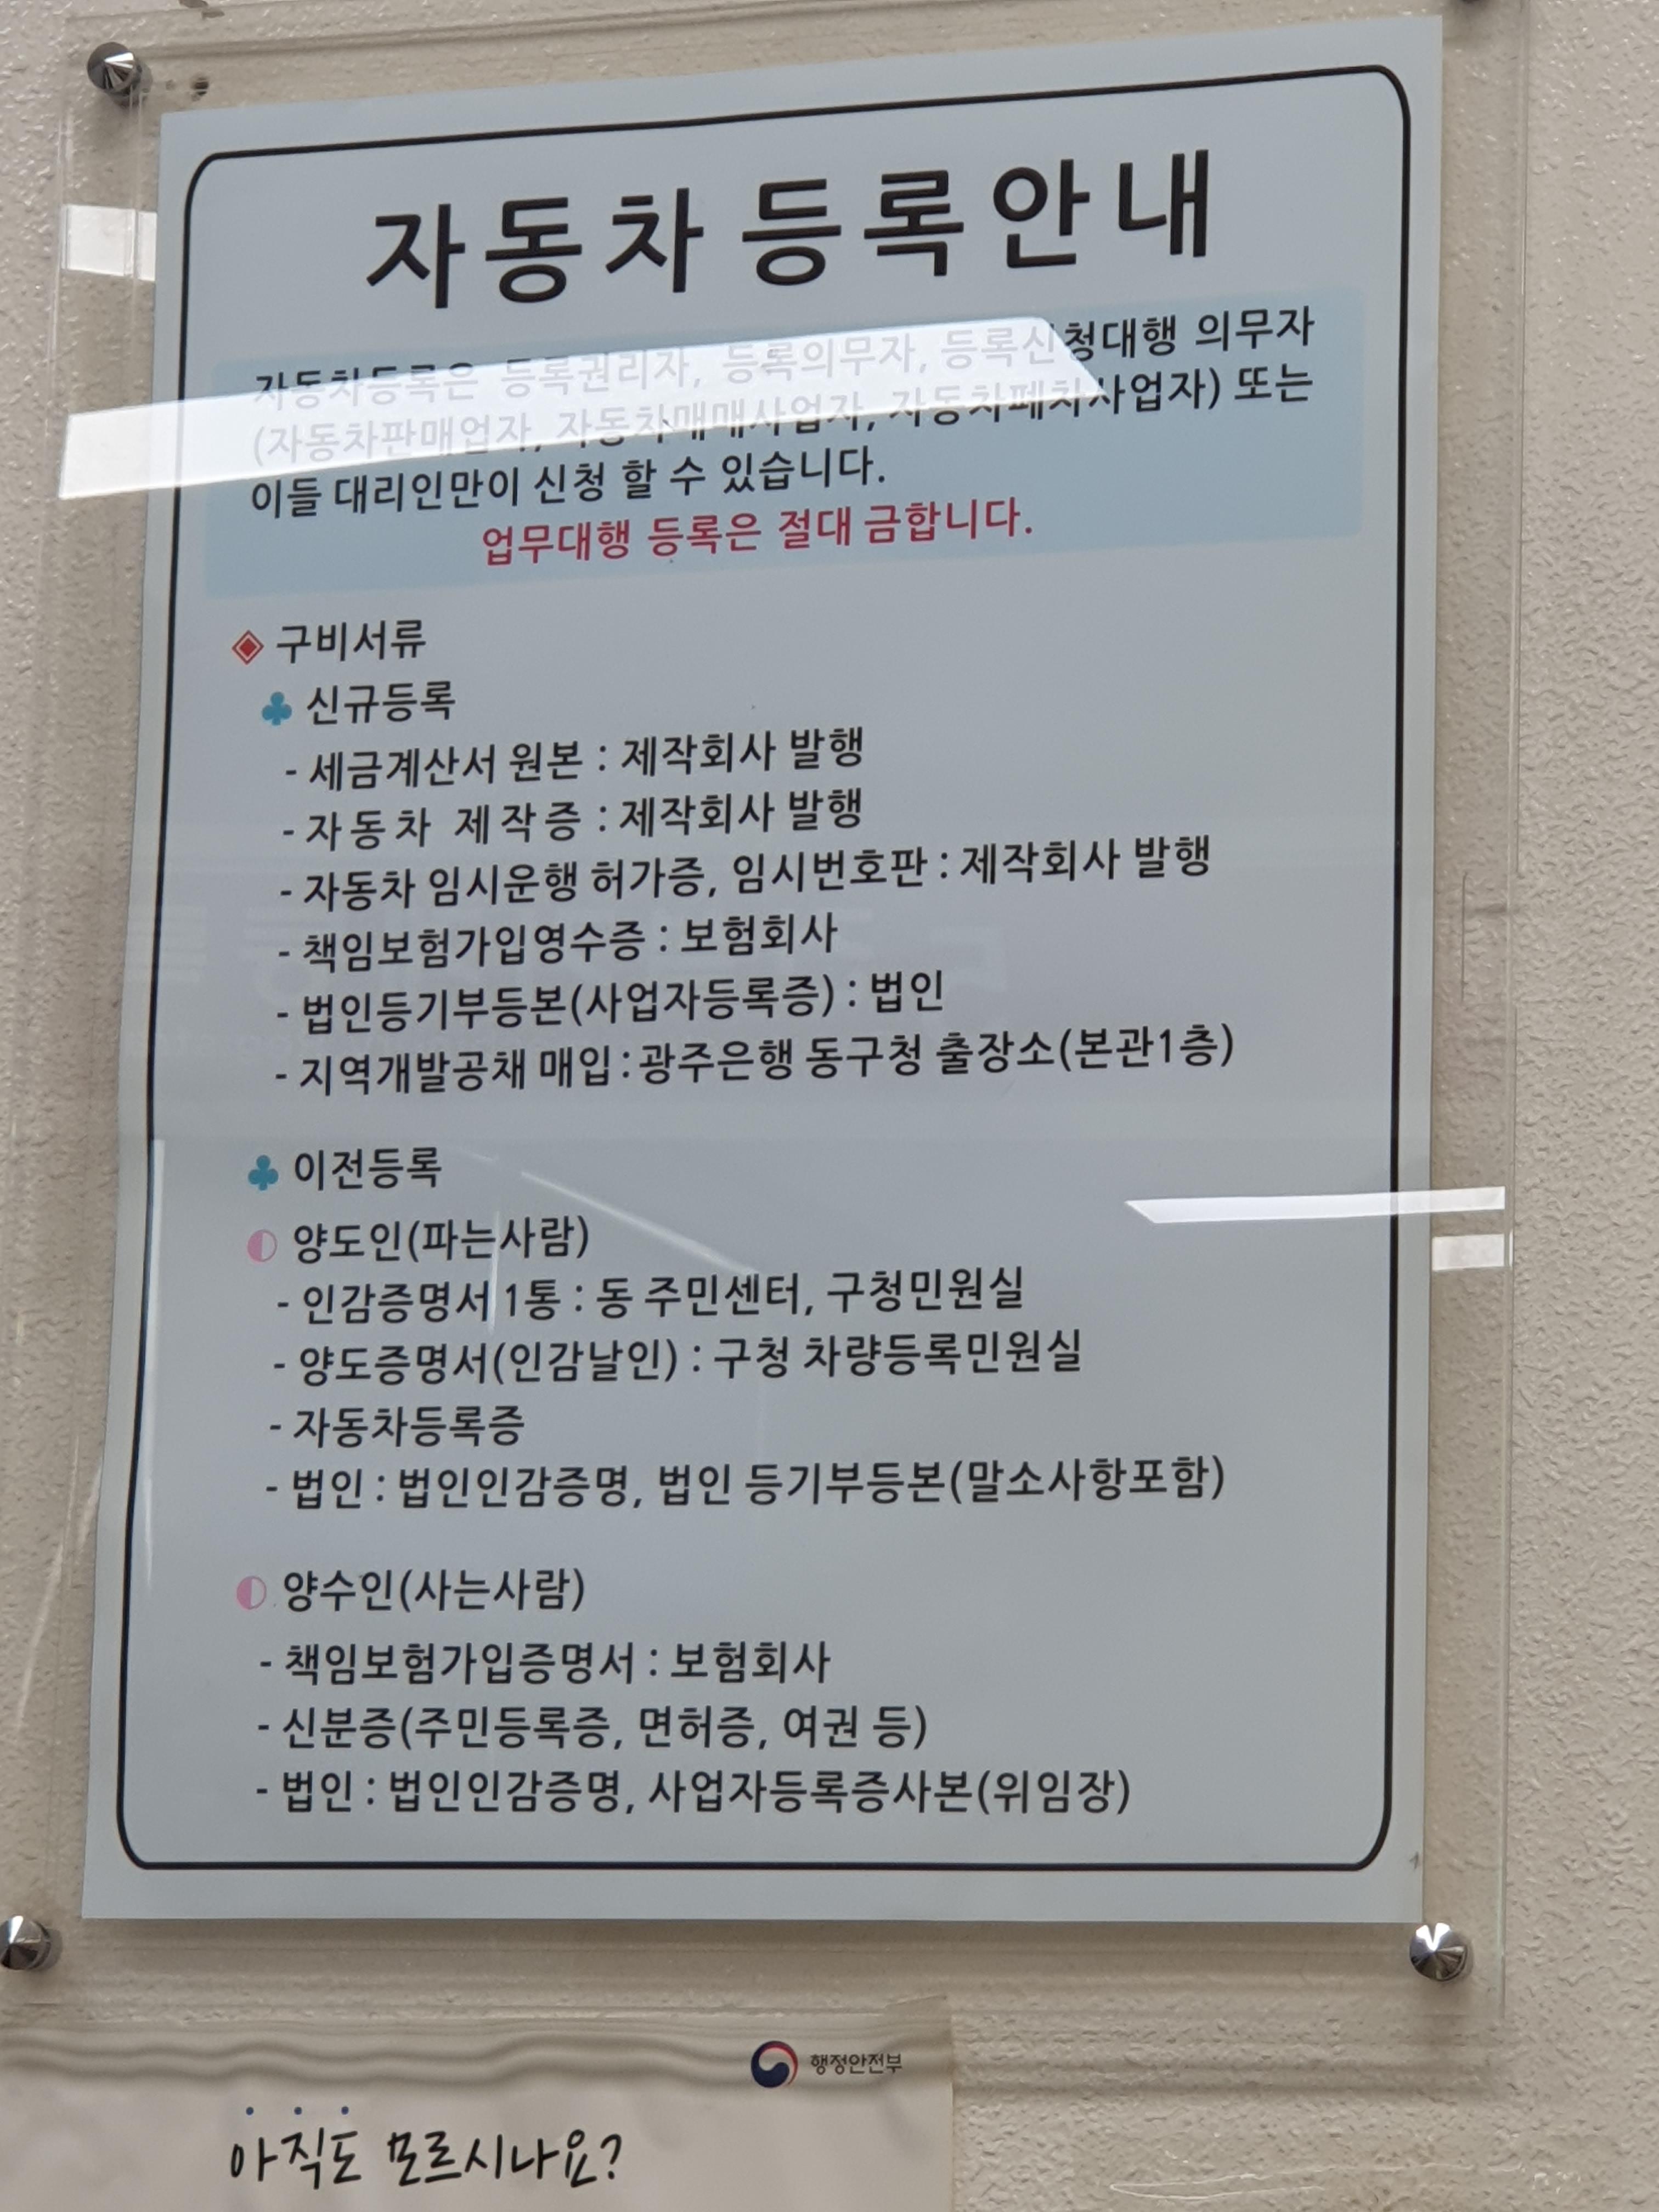 자동차 등록안내
자동차등록은 등록권리자, 등록의무자, 등록신청대행 의무자
(자동차판매업자, 자동차매매사업자, 자동차폐차사업자) 또는
이들 대리인만이 신청 할 수 있습니다.
업무대행 등록은 절대 금합니다.
구비서류
신규등록
- 세금계산서 원본 : 제작회사 발행
- 자동차 제작증 : 제작회사 발행
- 자동차 임시운행 허가증, 임시번호판 : 제작회사 발행
- 책임보험가입영수증 : 보험회사
- 법인등기부등본(사업자등록증) : 법인
- 지역개발공채 매입 : 광주은행 동구청 출장소(본관1층)
이전등록
양도인(파는사람)
- 인감증명서 1통 : 동 주민센터, 구청민원실
- 양도증명서(인감날인) : 구청 차량등록민원실
- 자동차등록증
- 법인 : 법인인감증명, 법인 등기부등본(말소사항포함)
양수인(사는사람)
- 책임보험가입증명서 : 보험회사
- 신분증(주민등록증, 면허증, 여권 등)
- 법인 : 법인인감증명, 사업자등록증사본(위임장)
행정안전부
아직도 모르시나요?